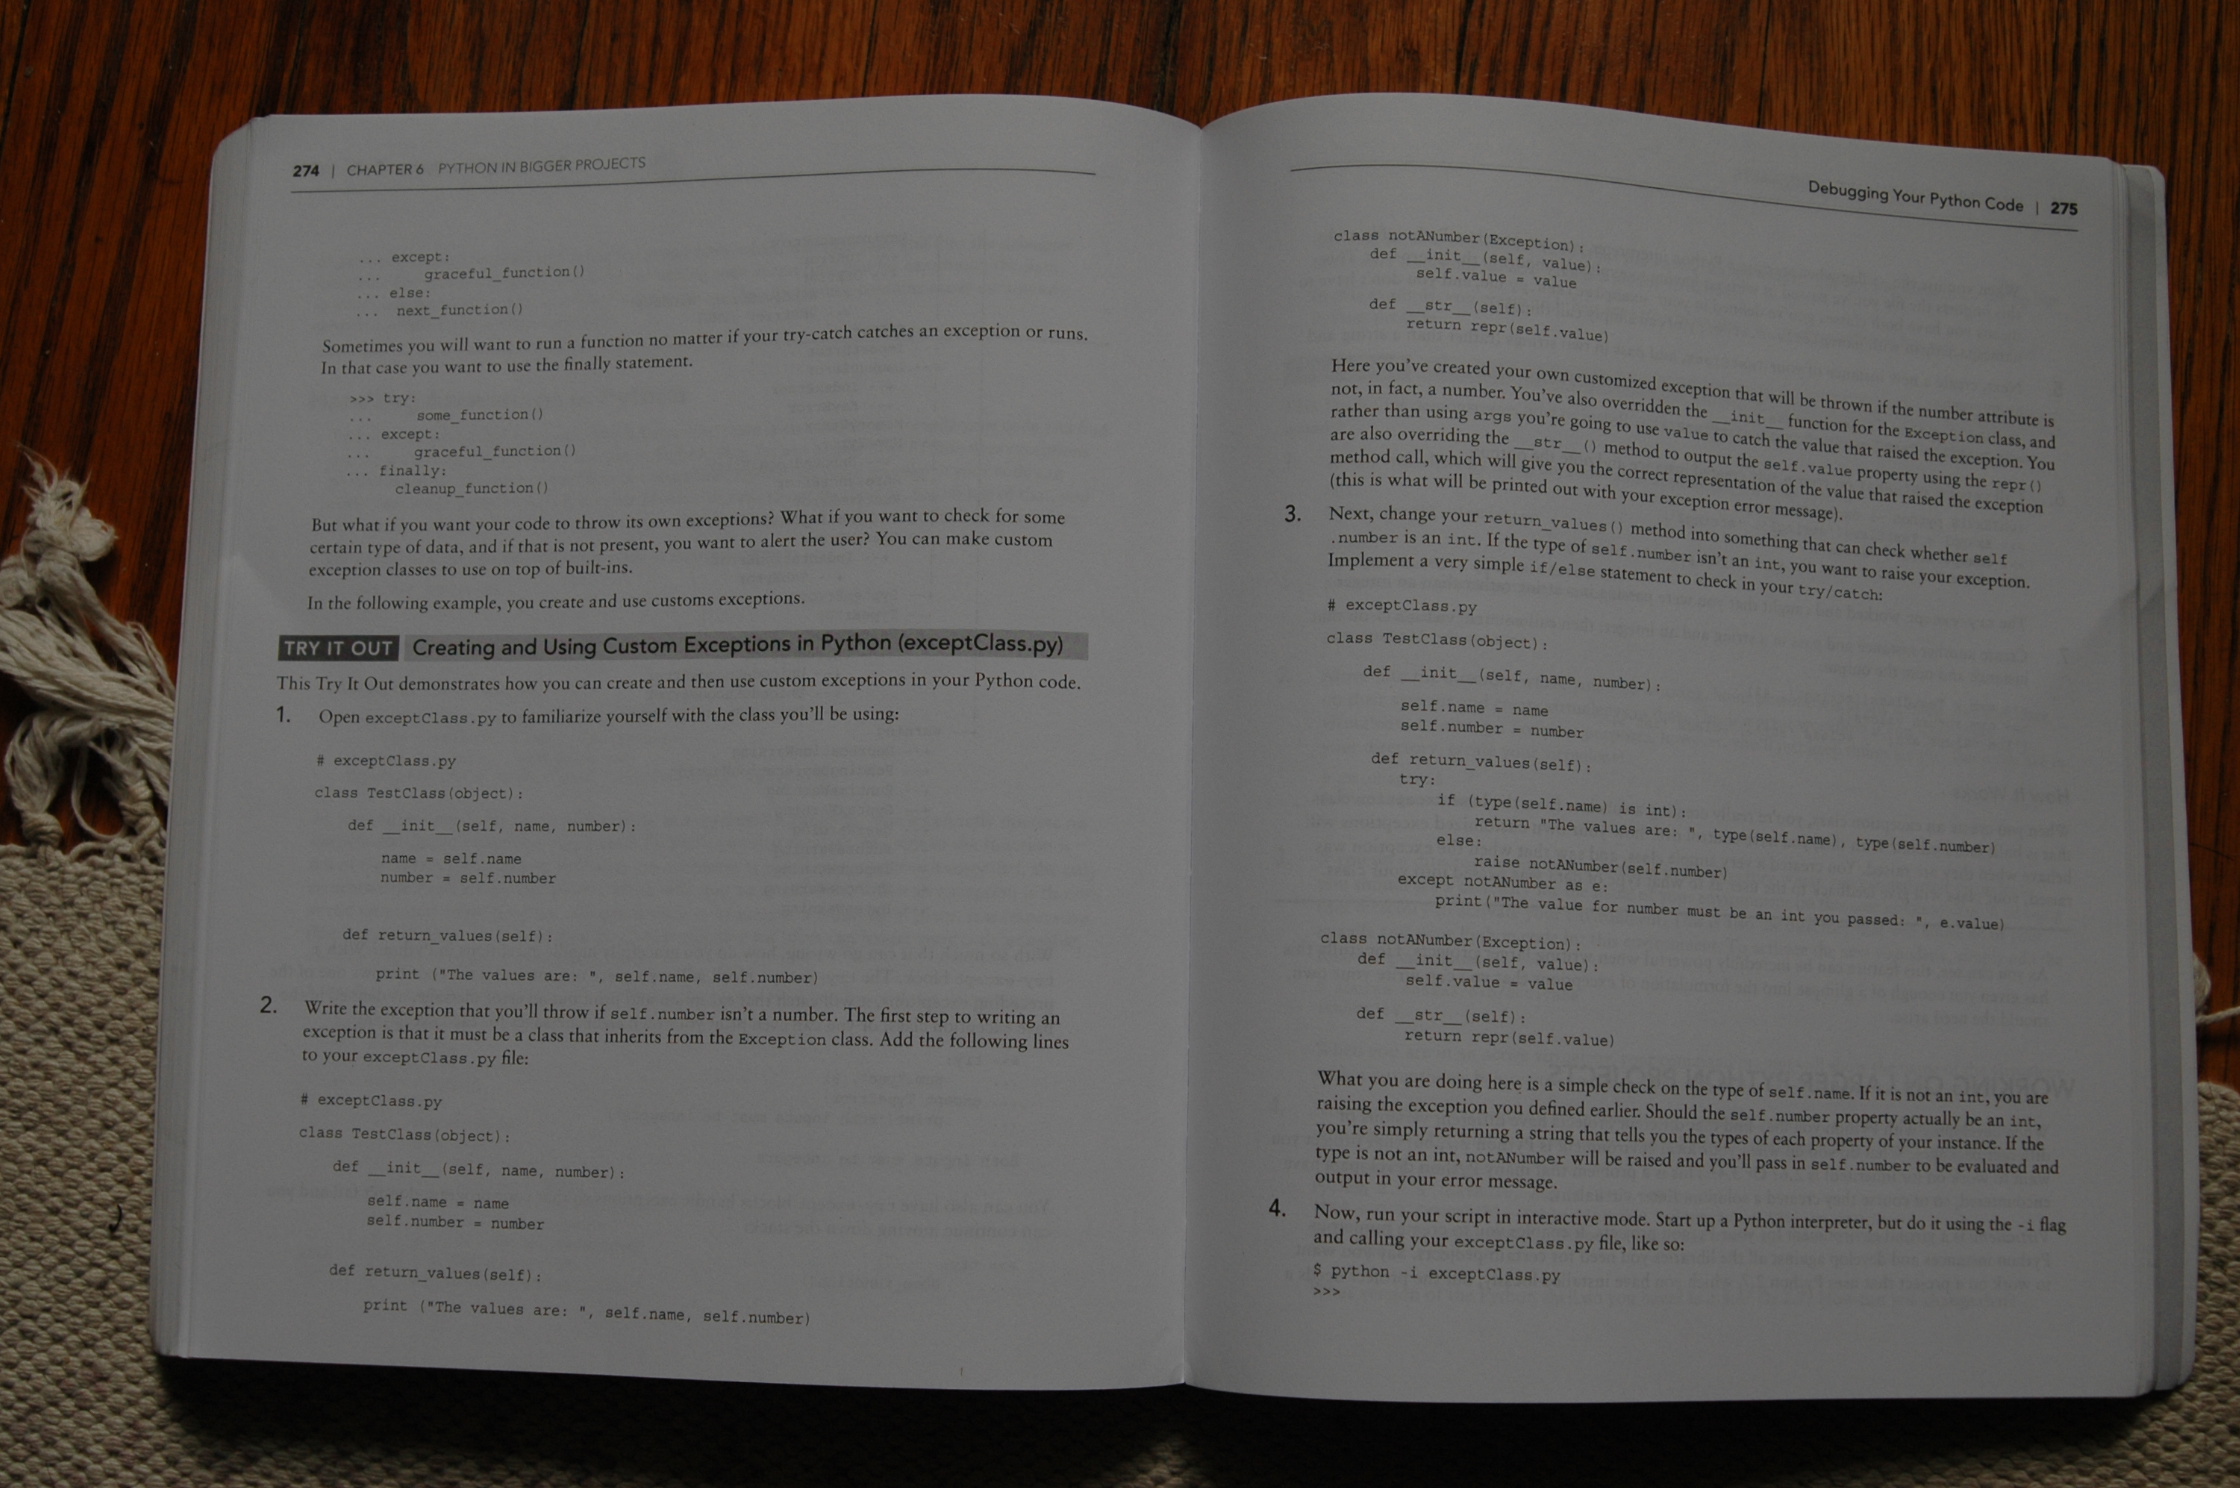 274 | CHARTER 6 PYTHON IN BIGGER PROJECTS
... except:
... graceful_function()
... else:
... next_function()
Sometimes you will want to run a function no matter if your try-catch catches an exception or runs.
In that case you want to use the finally statement.
>>> try:
... some_function()
... except:
... graceful_function()
... finally:
cleanup_function()
But what if you want your code to throw its own exceptions? What if you want to check for some
certain type of data, and if that is not present, you want to alert the user? You can make custom
exception classes to use on top of built-ins.
In the following example, you create and use customs exceptions.
TRY IT OUT Creating and Using Custom Exceptions in Python (exceptClass.py)
This Try It Out demonstrates how you can create and then use custom exceptions in your Python code.
1. Open exceptClass.py to familiarize yourself with the class you'll be using:
# exceptClass.py
class TestClass(object):
def __init__(self, name, number):
name = self.name
number = self.number
def return_values(self):
print ("The values are: ", self.name, self.number)
2. Write the exception that you'll throw if self.number isn't a number. The first step to writing an
exception is that it must be a class that inherits from the Exception class. Add the following lines
to your exceptClass.py file:
# exceptClass.py
class TestClass(object):
def __init__(self, name, number):
self.name = name
self.number = number
def return_values(self):
print ("The values are: ", self.name, self.number)
Debugging Your Python Code | 275
class notANumber(Exception):
def __init__(self, value):
self.value = value
def __str__(self):
return repr(self.value)
Here you've created your own customized exception that will be thrown if the number attribute is
not, in fact, a number. You've also overridden the __init__ function for the Exception class, and
rather than using args you're going to use value to catch the value that raised the exception. You
are also overriding the __str__() method to output the self.value property using the repr()
method call, which will give you the correct representation of the value that raised the exception
(this is what will be printed out with your exception error message).
3. Next, change your return_values() method into something that can check whether self
.number is an int. If the type of self.number isn't an int, you want to raise your exception.
Implement a very simple if/else statement to check in your try/catch:
# exceptClass.py
class TestClass(object):
def __init__(self, name, number):
self.name = name
self.number = number
def return_values(self):
try:
if (type(self.name) is int):
return "The values are: ", type(self.name), type(self.number)
else:
raise notANumber(self.number)
except notANumber as e:
print("The value for number must be an int you passed: ", e.value)
class notANumber(Exception):
def __init__(self, value):
self.value = value
def __str__(self):
return repr(self.value)
What you are doing here is a simple check on the type of self.name. If it is not an int, you are
raising the exception you defined earlier. Should the self.number property actually be an int,
you're simply returning a string that tells you the types of each property of your instance. If the
type is not an int, notANumber will be raised and you'll pass in self.number to be evaluated and
output in your error message.
4. Now, run your script in interactive mode. Start up a Python interpreter, but do it using the -i flag
and calling your exceptClass.py file, like so:
$ python -i exceptClass.py
>>>